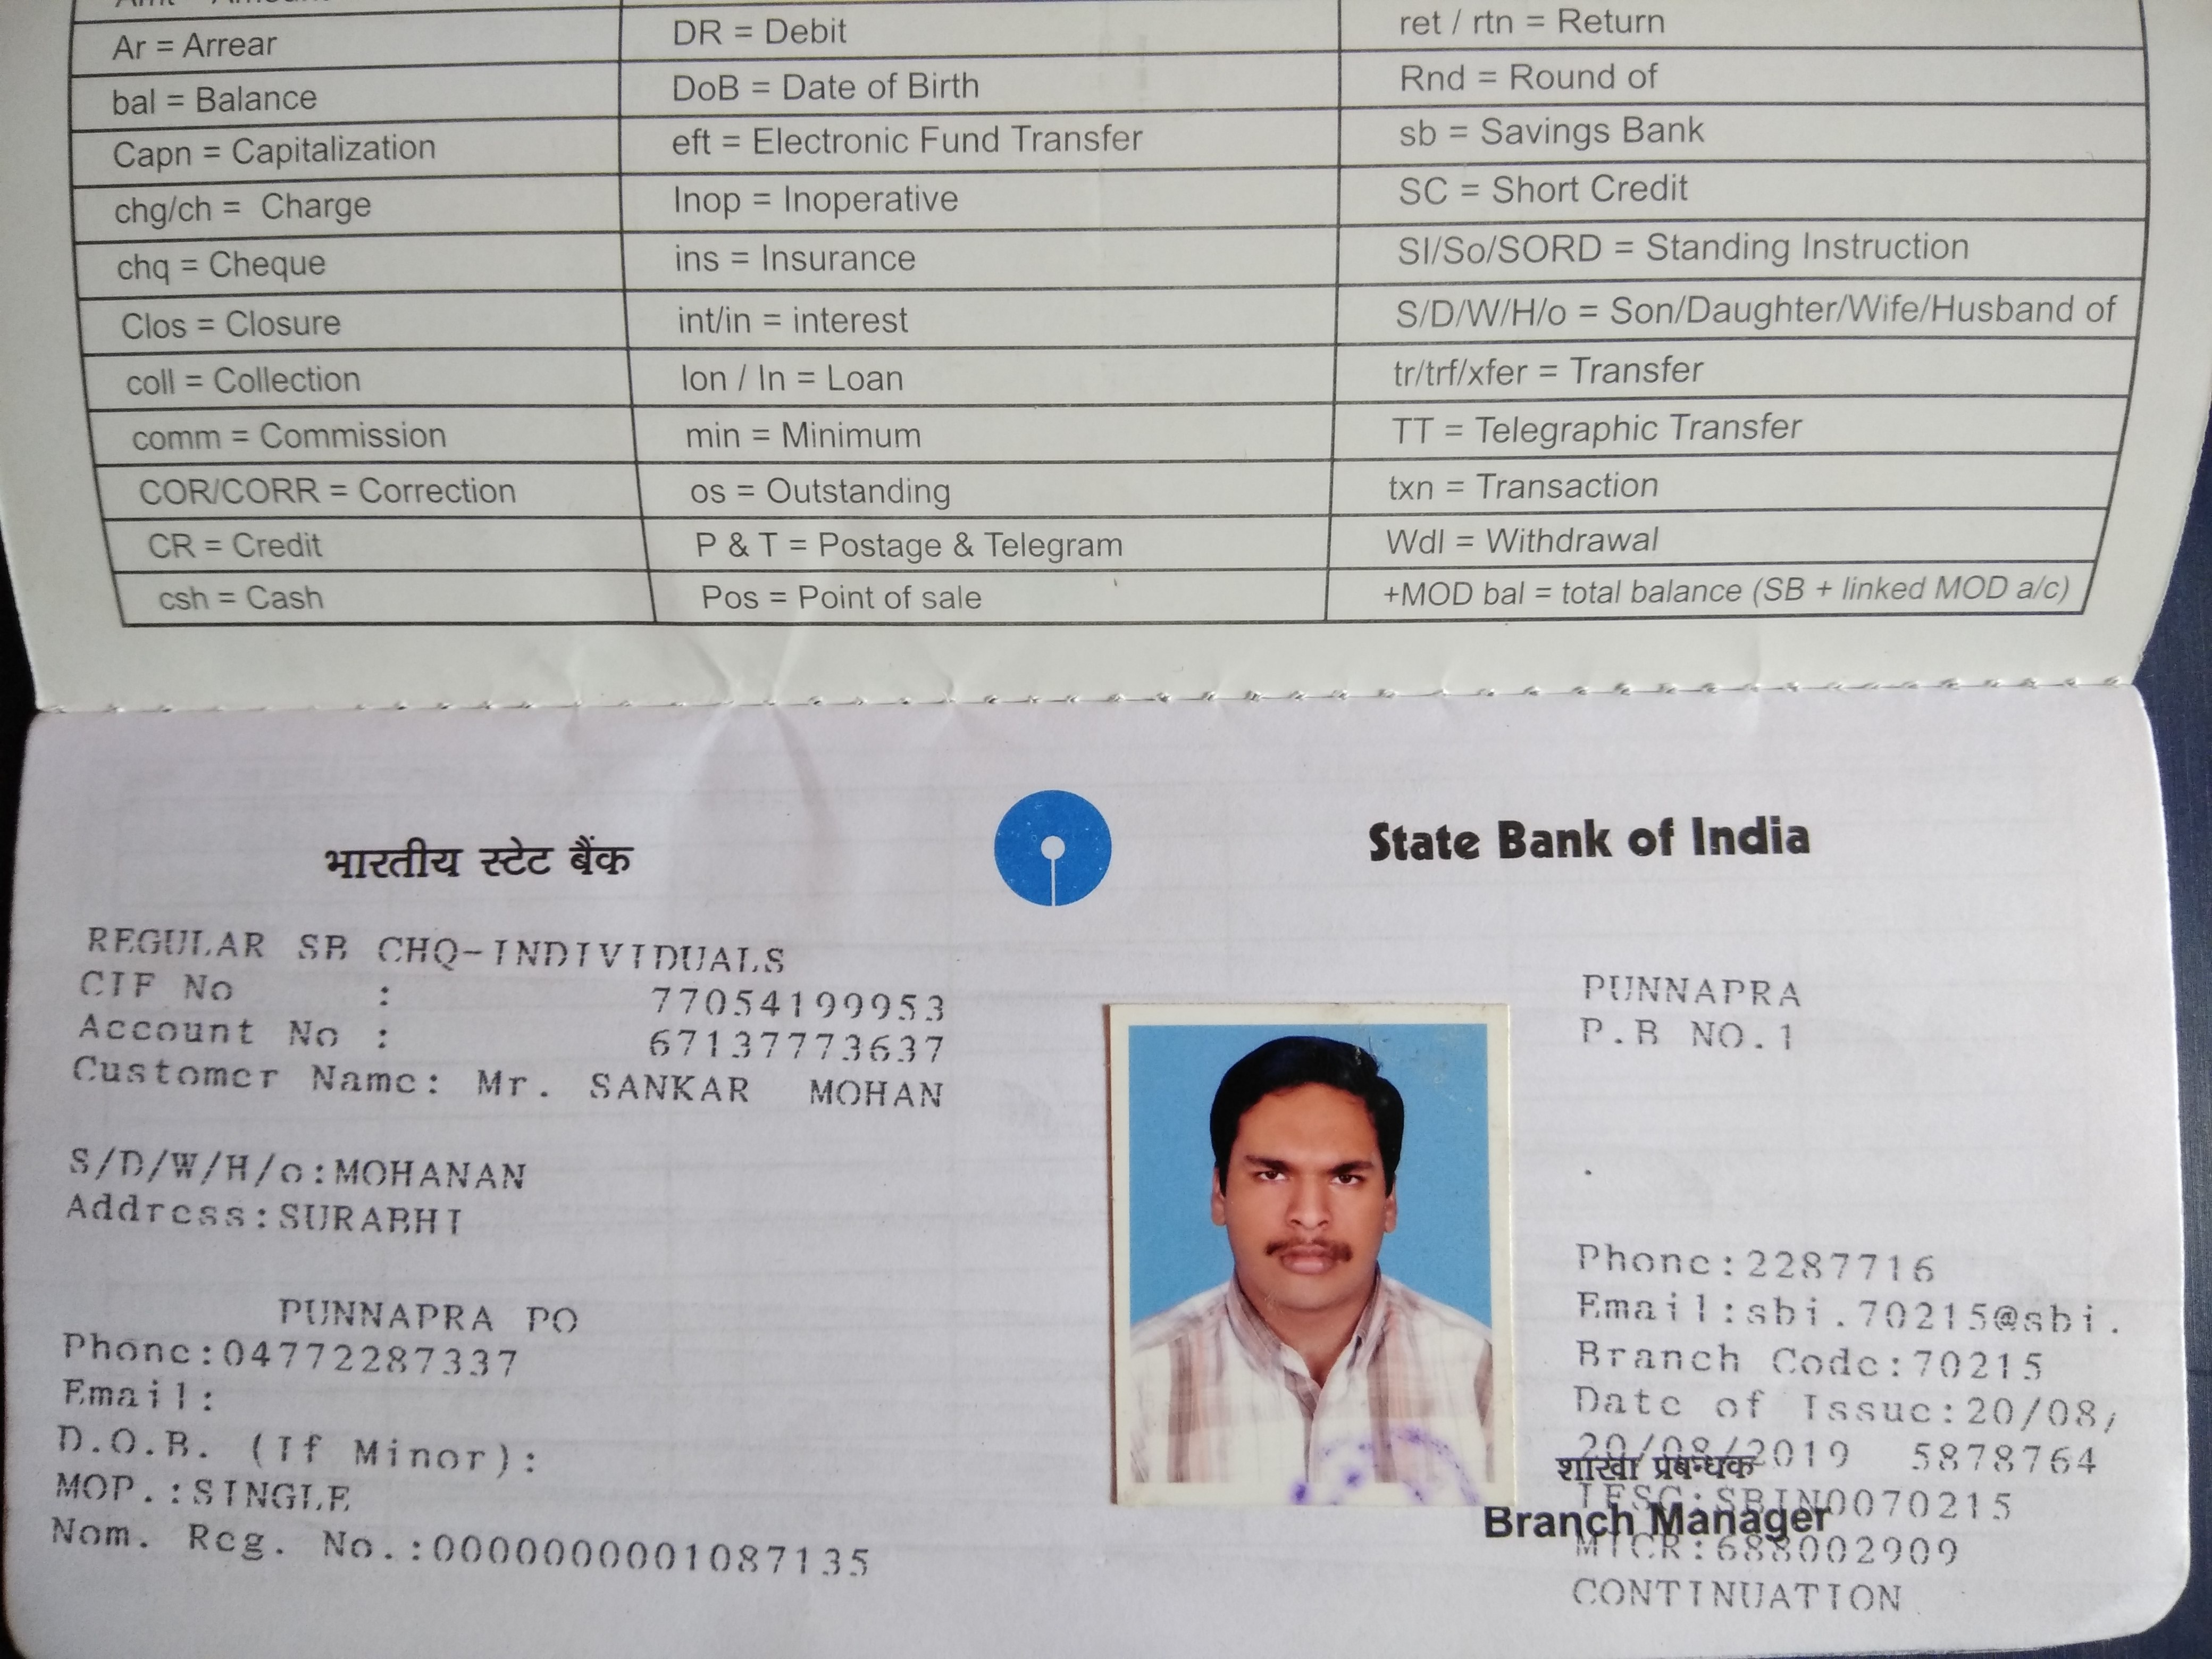 Ar = Arrear
DR = Debit
ret / rtn = Return
bal = Balance
DoB = Date of Birth
Rnd = Round of
Capn = Capitalization
eft = Electronic Fund Transfer
sb = Savings Bank
chg/ch = Charge
Inop = Inoperative
SC = Short Credit
chq = Cheque
ins = Insurance
SI/So/SORD = Standing Instruction
Clos = Closure
int/in = interest
S/D/W/H/o = Son/Daughter/Wife/Husband of
coll = Collection
lon / ln = Loan
tr/trf/xfer = Transfer
comm = Commission
min = Minimum
TT = Telegraphic Transfer
COR/CORR = Correction
os = Outstanding
txn = Transaction
CR = Credit
P & T = Postage & Telegram
Wdl = Withdrawal
csh = Cash
Pos = Point of sale
+MOD bal = total balance (SB + linked MOD a/c)
भारतीय स्टेट बैंक
State Bank of India
REGULAR SB CHQ-INDIVIDUALS
CIF No : 77054199953
Account No : 67137773637
Customer Name: Mr. SANKAR MOHAN
S/D/W/H/o:MOHANAN
Address:SURABHI
PUNNAPRA PO
Phone:04772287337
Email:
D.O.B. (If Minor):
MOP.:SINGLE
Nom. Reg. No.:0000000001087135
PUNNAPRA
P.B NO.1
.
Phone:2287716
Email:sbi.70215@sbi.
Branch Code:70215
Date of Issue:20/08/
20/08/2019 5878764
शाखा प्रबन्धक
IFSC:SBIN0070215
Branch Manager
MICR:688002909
CONTINUATION